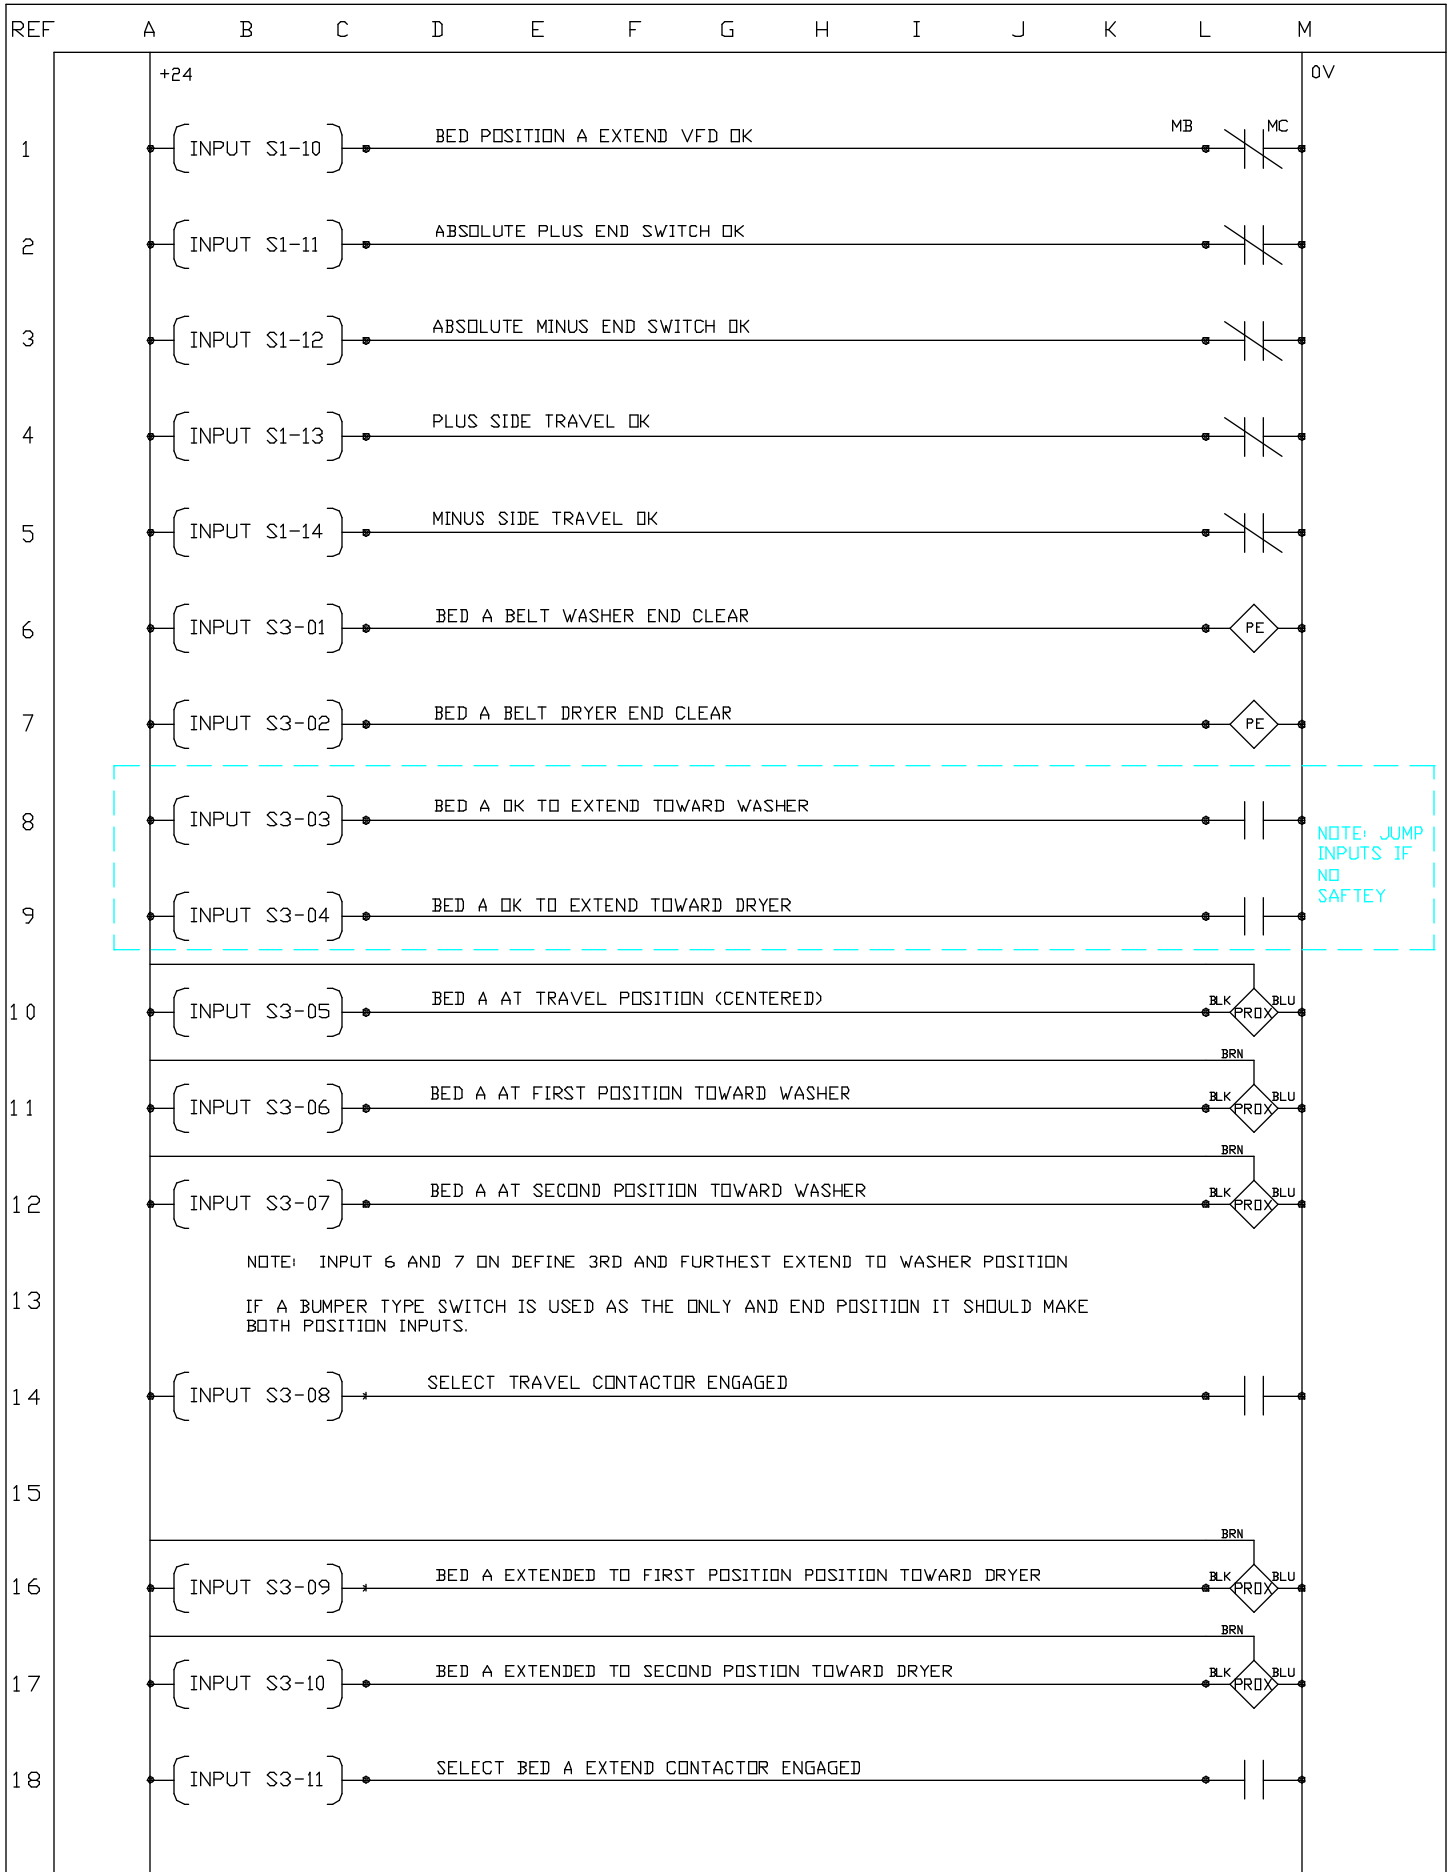 REF A B C D E F G H I J K L M
+24 0V
1 INPUT S1-10 BED POSITION A EXTEND VFD OK MB MC
2 INPUT S1-11 ABSOLUTE PLUS END SWITCH OK
3 INPUT S1-12 ABSOLUTE MINUS END SWITCH OK
4 INPUT S1-13 PLUS SIDE TRAVEL OK
5 INPUT S1-14 MINUS SIDE TRAVEL OK
6 INPUT S3-01 BED A BELT WASHER END CLEAR PE
7 INPUT S3-02 BED A BELT DRYER END CLEAR PE
8 INPUT S3-03 BED A OK TO EXTEND TOWARD WASHER
NOTE: JUMP
INPUTS IF
NO
SAFTEY
9 INPUT S3-04 BED A OK TO EXTEND TOWARD DRYER
10 INPUT S3-05 BED A AT TRAVEL POSITION (CENTERED) BLK PROX BLU
BRN
11 INPUT S3-06 BED A AT FIRST POSITION TOWARD WASHER BLK PROX BLU
BRN
12 INPUT S3-07 BED A AT SECOND POSITION TOWARD WASHER BLK PROX BLU
NOTE: INPUT 6 AND 7 ON DEFINE 3RD AND FURTHEST EXTEND TO WASHER POSITION
13 IF A BUMPER TYPE SWITCH IS USED AS THE ONLY AND END POSITION IT SHOULD MAKE
BOTH POSITION INPUTS.
14 INPUT S3-08 SELECT TRAVEL CONTACTOR ENGAGED
15
BRN
16 INPUT S3-09 BED A EXTENDED TO FIRST POSITION POSITION TOWARD DRYER BLK PROX BLU
BRN
17 INPUT S3-10 BED A EXTENDED TO SECOND POSTION TOWARD DRYER BLK PROX BLU
18 INPUT S3-11 SELECT BED A EXTEND CONTACTOR ENGAGED